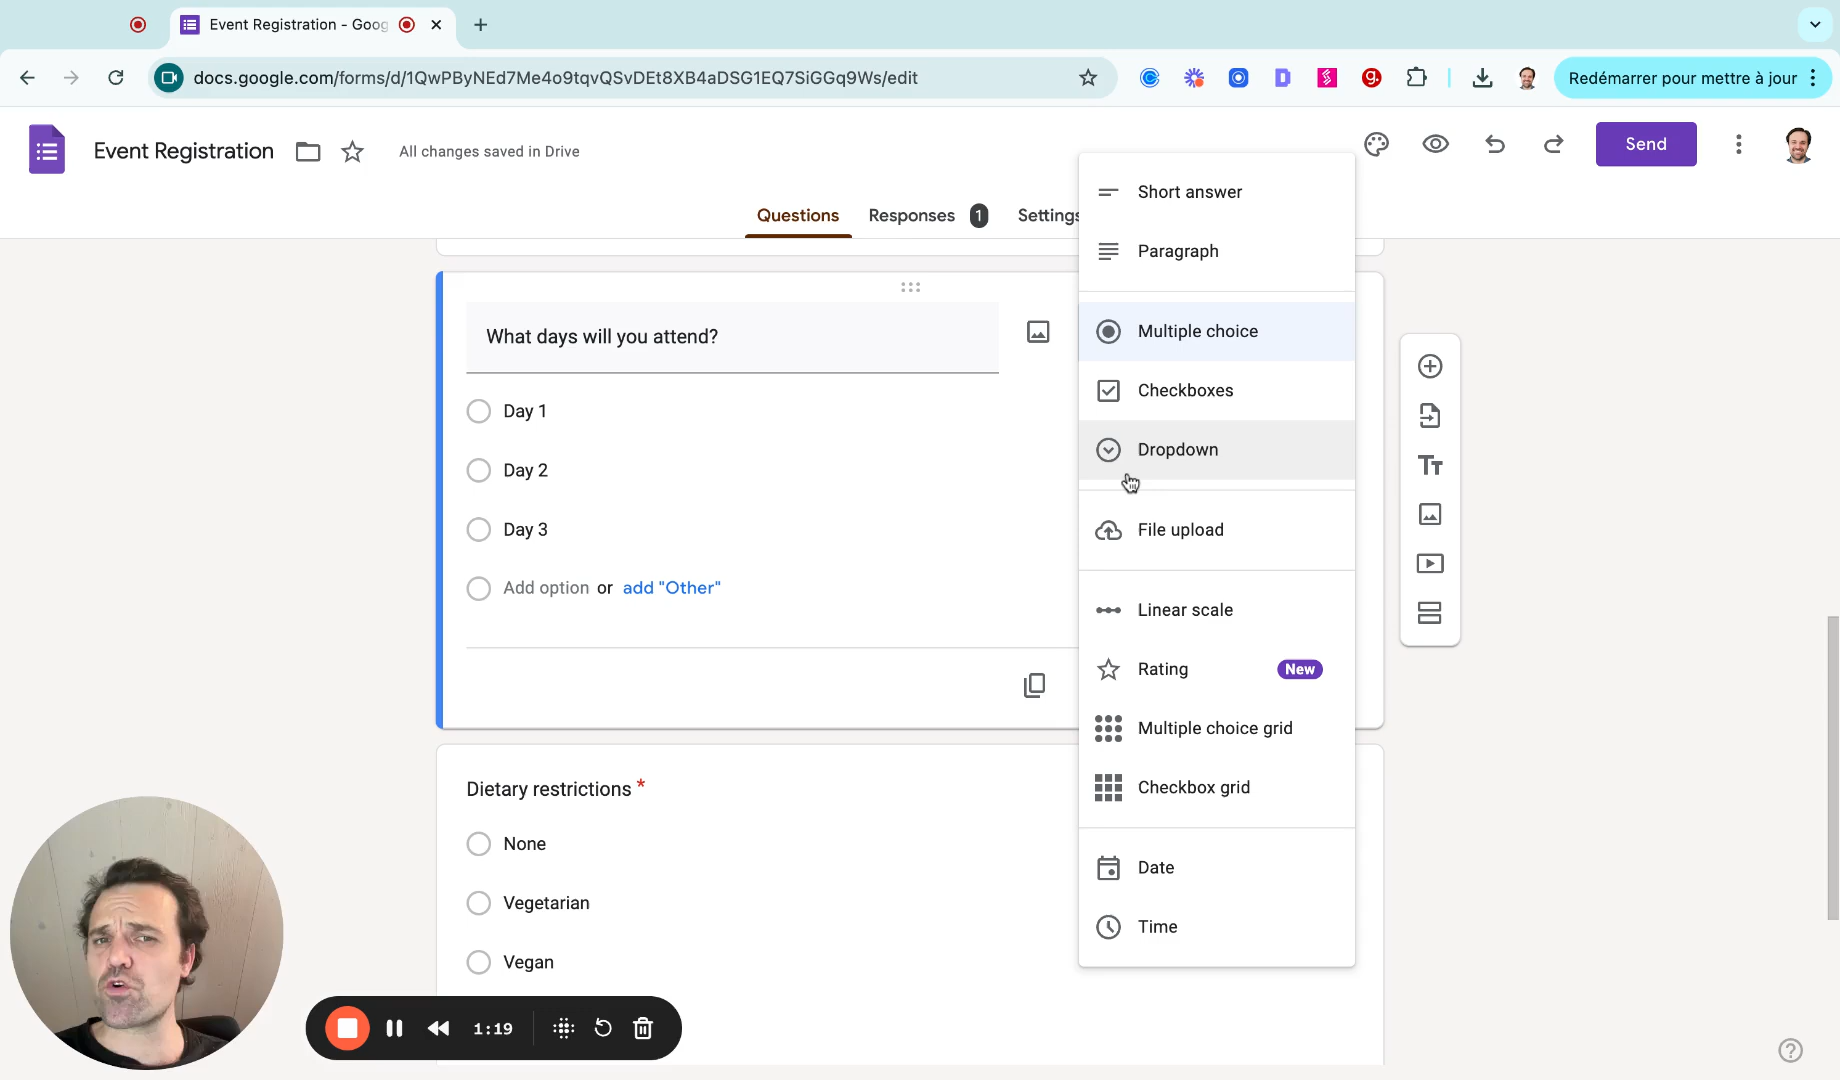 Event Registration - Goog
docs.google.com/forms/d/1QwPByNEd7Me4o9tqvQSvDEt8XB4aDSG1EQ7SiGGq9Ws/edit
Redémarrer pour mettre à jour
Event Registration
All changes saved in Drive
Send
Questions
Responses 1
Settings
Short answer
Paragraph
Multiple choice
Checkboxes
Dropdown
File upload
Linear scale
Rating New
Multiple choice grid
Checkbox grid
Date
Time
What days will you attend?
Day 1
Day 2
Day 3
Add option or add "Other"
Dietary restrictions *
None
Vegetarian
Vegan
1:19